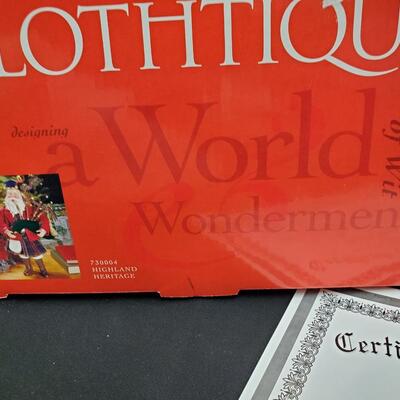 LOTHTIQU
designing
a World
of Wit
&
Wonderment
730004
HIGHLAND
HERITAGE
Certi